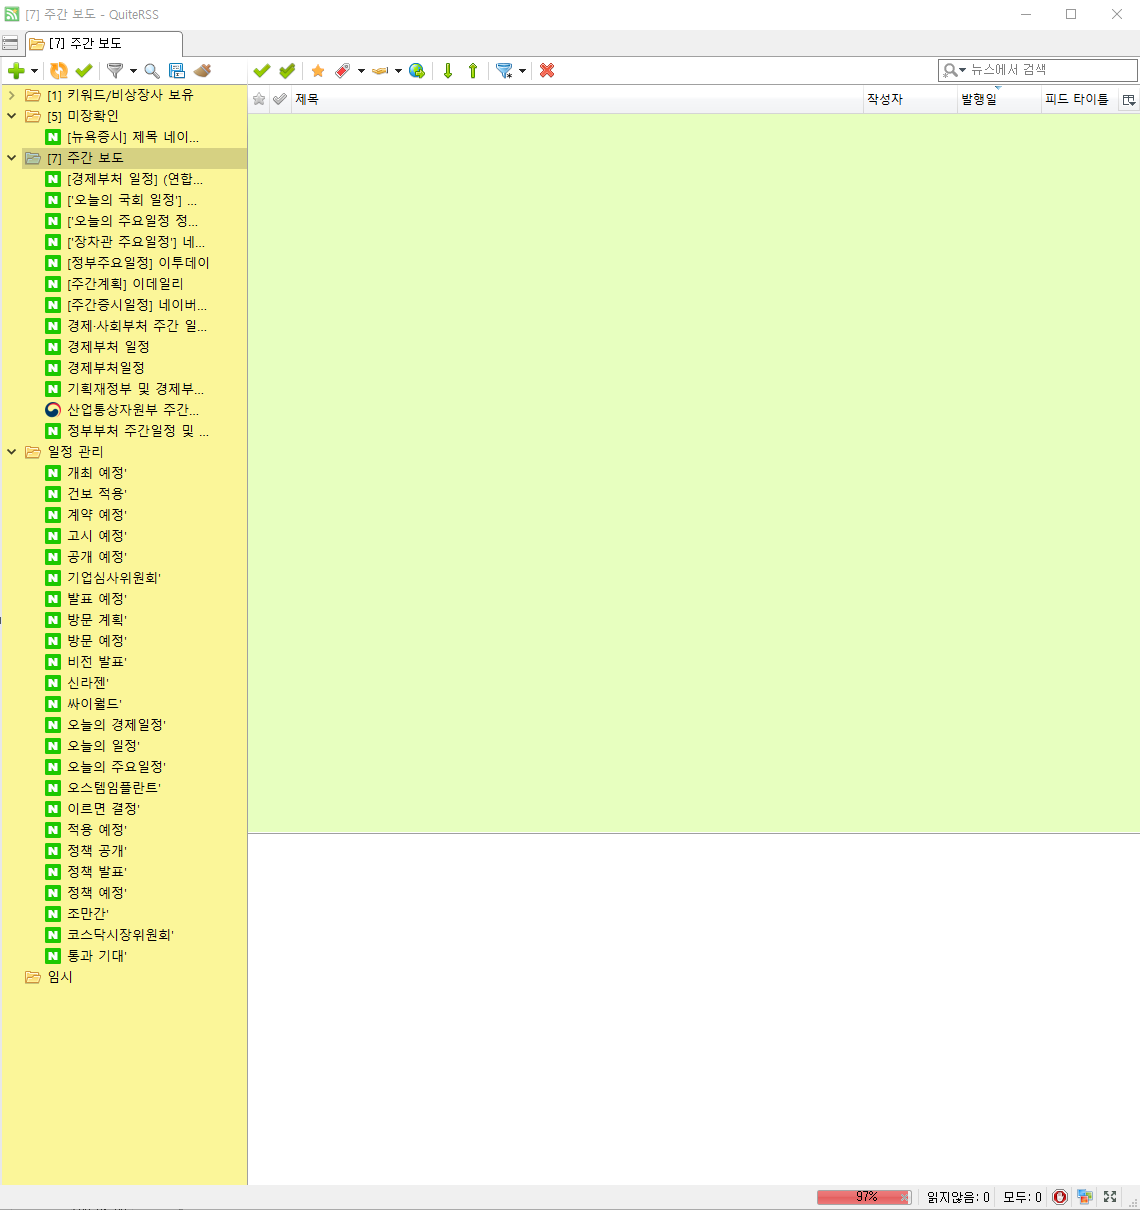 [7] 주간 보도 - QuiteRSS
[7] 주간 보도
뉴스에서 검색
제목 작성자 발행일 피드 타이틀
[1] 키워드/비상장사 보유
[5] 미장확인
[뉴욕증시] 제목 네이...
[7] 주간 보도
[경제부처 일정] (연합...
['오늘의 국회 일정'] ...
['오늘의 주요일정 정...
['장차관 주요일정'] 네...
[정부주요일정] 이투데이
[주간계획] 이데일리
[주간증시일정] 네이버...
경제·사회부처 주간 일...
경제부처 일정
경제부처일정
기획재정부 및 경제부...
산업통상자원부 주간...
정부부처 주간일정 및 ...
일정 관리
개최 예정'
건보 적용'
계약 예정'
고시 예정'
공개 예정'
기업심사위원회'
발표 예정'
방문 계획'
방문 예정'
비전 발표'
신라젠'
싸이월드'
오늘의 경제일정'
오늘의 일정'
오늘의 주요일정'
오스템임플란트'
이르면 결정'
적용 예정'
정책 공개'
정책 발표'
정책 예정'
조만간'
코스닥시장위원회'
통과 기대'
임시
97% 읽지않음: 0 모두: 0